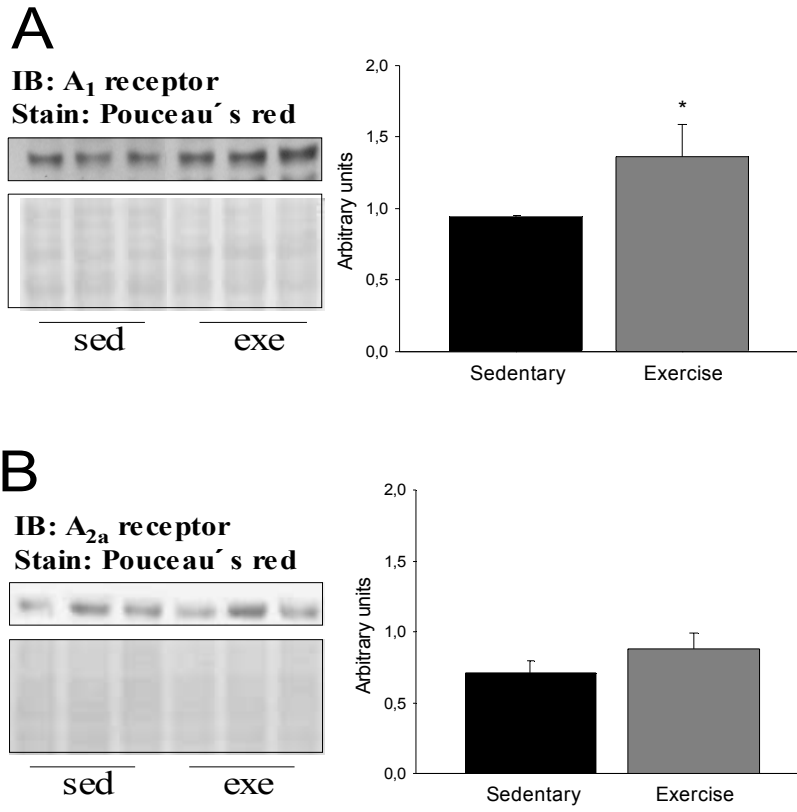 A
IB: A₁ receptor
Stain: Pouceau´s red
sed
exe
2,0
1,5
1,0
0,5
0,0
Arbitrary units
*
Sedentary
Exercise
B
IB: A₂ₐ receptor
Stain: Pouceau´s red
sed
exe
2,0
1,5
1,0
0,5
0,0
Arbitrary units
Sedentary
Exercise